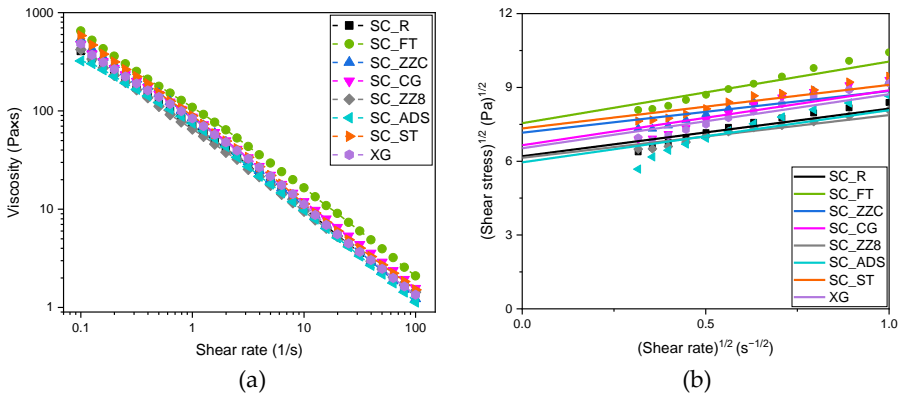 1000
100
10
1
Viscosity (Paxs)
0.1
1
10
100
Shear rate (1/s)
SC_R
SC_FT
SC_ZZC
SC_CG
SC_ZZ8
SC_ADS
SC_ST
XG
(a)
12
9
6
3
0
(Shear stress)1/2 (Pa)1/2
0.0
0.5
1.0
(Shear rate)1/2 (s−1/2)
SC_R
SC_FT
SC_ZZC
SC_CG
SC_ZZ8
SC_ADS
SC_ST
XG
(b)